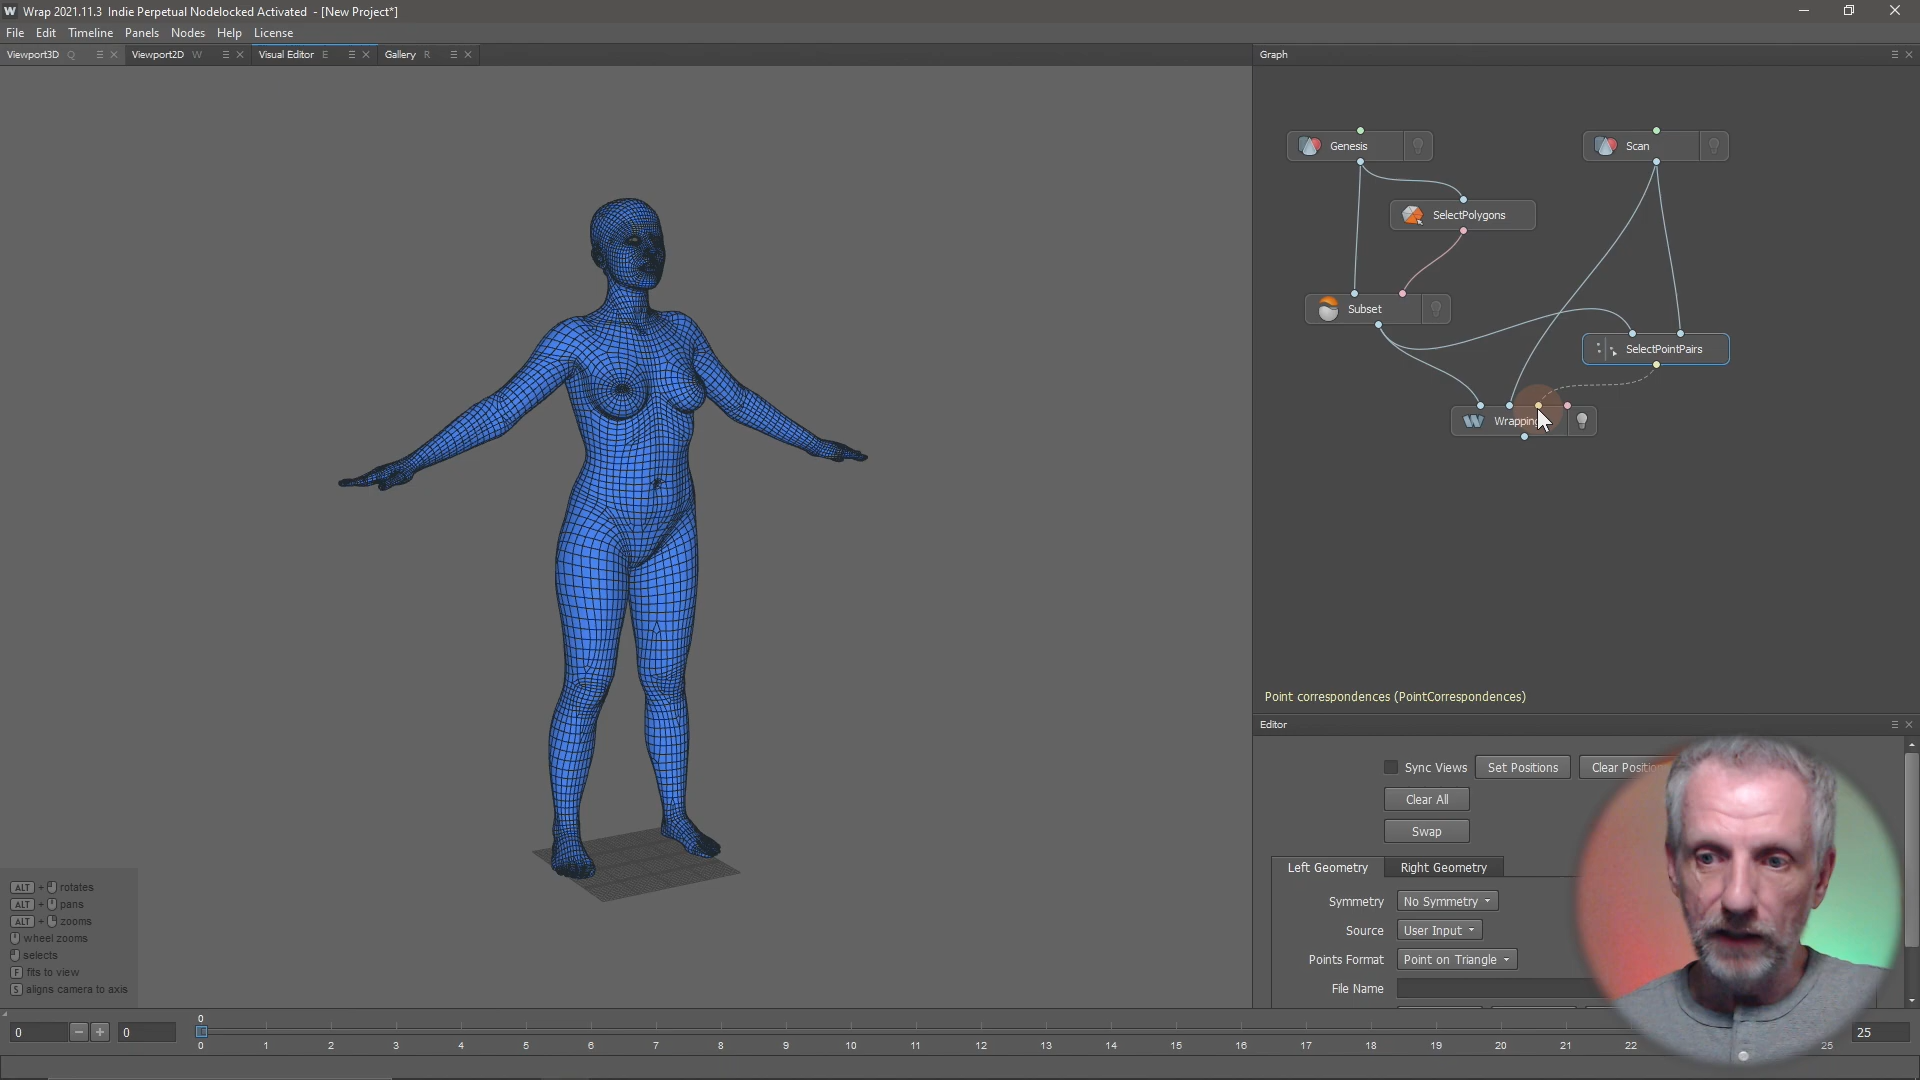 Wrap 2021.11.3 Indie Perpetual Nodelocked Activated - [New Project*]
File Edit Timeline Panels Nodes Help License
Viewport3D Q Viewport2D W Visual Editor E Gallery R Graph
Genesis Scan
SelectPolygons
Subset
SelectPointPairs
Wrapping
Point correspondences (PointCorrespondences)
Editor
Sync Views Set Positions Clear
Clear All
Swap
Left Geometry Right Geometry
Symmetry No Symmetry
Source User Input
Points Format Point on Triangle
File Name
ALT + rotates
ALT + pans
ALT + zooms
wheel zooms
selects
F fits to view
S aligns camera to axis
0
0 0 25
0 1 2 3 4 5 6 7 8 9 10 11 12 13 14 15 16 17 18 19 20 21 22 25